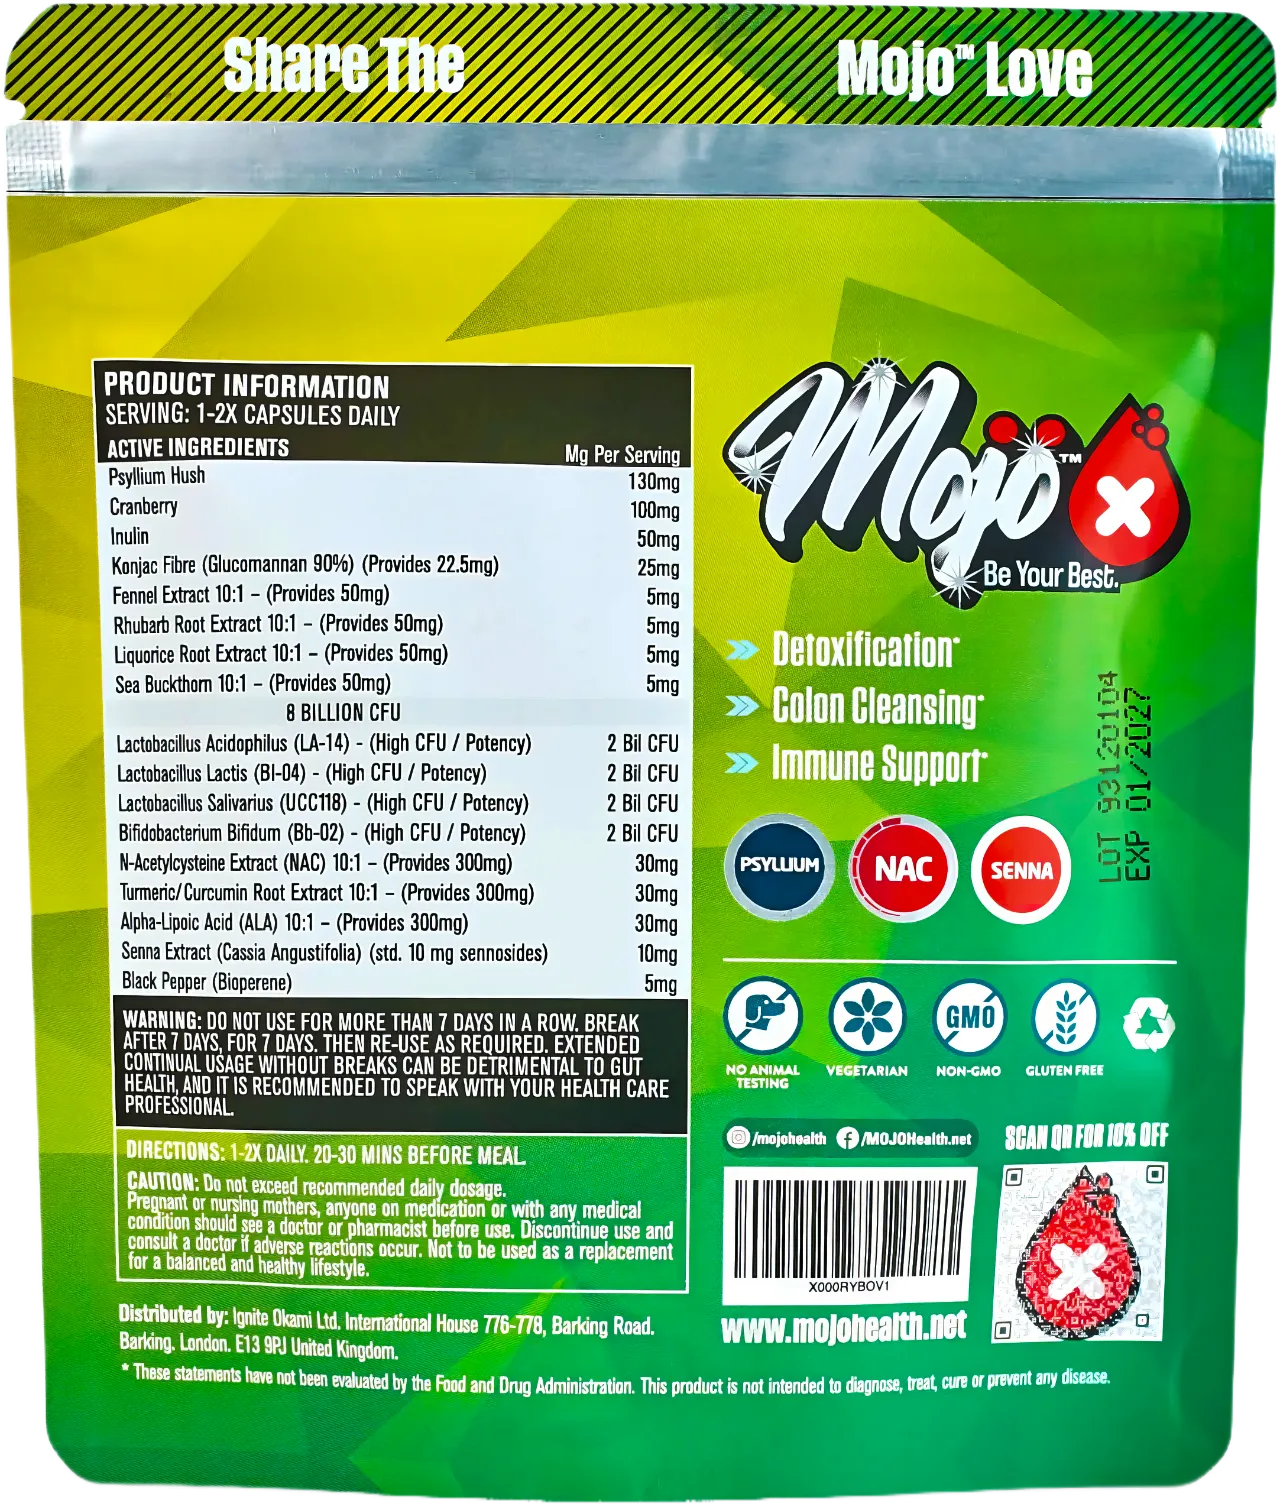 Share The Mojo™ Love
PRODUCT INFORMATION
SERVING: 1-2X CAPSULES DAILY
ACTIVE INGREDIENTS Mg Per Serving
Psyllium Hush 130mg
Cranberry 100mg
Inulin 50mg
Konjac Fibre (Glucomannan 90%) (Provides 22.5mg) 25mg
Fennel Extract 10:1 – (Provides 50mg) 5mg
Rhubarb Root Extract 10:1 – (Provides 50mg) 5mg
Liquorice Root Extract 10:1 – (Provides 50mg) 5mg
Sea Buckthorn 10:1 – (Provides 50mg) 5mg
8 BILLION CFU
Lactobacillus Acidophilus (LA-14) - (High CFU / Potency) 2 Bil CFU
Lactobacillus Lactis (BI-04) - (High CFU / Potency) 2 Bil CFU
Lactobacillus Salivarius (UCC118) - (High CFU / Potency) 2 Bil CFU
Bifidobacterium Bifidum (Bb-02) - (High CFU / Potency) 2 Bil CFU
N-Acetylcysteine Extract (NAC) 10:1 – (Provides 300mg) 30mg
Turmeric/Curcumin Root Extract 10:1 – (Provides 300mg) 30mg
Alpha-Lipoic Acid (ALA) 10:1 – (Provides 300mg) 30mg
Senna Extract (Cassia Angustifolia) (std. 10 mg sennosides) 10mg
Black Pepper (Bioperene) 5mg
WARNING: DO NOT USE FOR MORE THAN 7 DAYS IN A ROW. BREAK
AFTER 7 DAYS, FOR 7 DAYS. THEN RE-USE AS REQUIRED. EXTENDED
CONTINUAL USAGE WITHOUT BREAKS CAN BE DETRIMENTAL TO GUT
HEALTH, AND IT IS RECOMMENDED TO SPEAK WITH YOUR HEALTH CARE
PROFESSIONAL.
DIRECTIONS: 1-2X DAILY. 20-30 MINS BEFORE MEAL
CAUTION: Do not exceed recommended daily dosage.
Pregnant or nursing mothers, anyone on medication or with any medical
condition should see a doctor or pharmacist before use. Discontinue use and
consult a doctor if adverse reactions occur. Not to be used as a replacement
for a balanced and healthy lifestyle.
Distributed by: Ignite Okami Ltd, International House 776-778, Barking Road.
Barking. London. E13 9PJ United Kingdom.
* These statements have not been evaluated by the Food and Drug Administration. This product is not intended to diagnose, treat, cure or prevent any disease.
Mojo™
Be Your Best.
Detoxification*
Colon Cleansing*
Immune Support*
LOT 93120104
EXP 01/2027
PSYLLIUM NAC SENNA
GMO
NO ANIMAL
TESTING
VEGETARIAN
NON-GMO
GLUTEN FREE
/mojohealth /MOJOHealth.net
SCAN QR FOR 10% OFF
X000RYBOV1
www.mojohealth.net